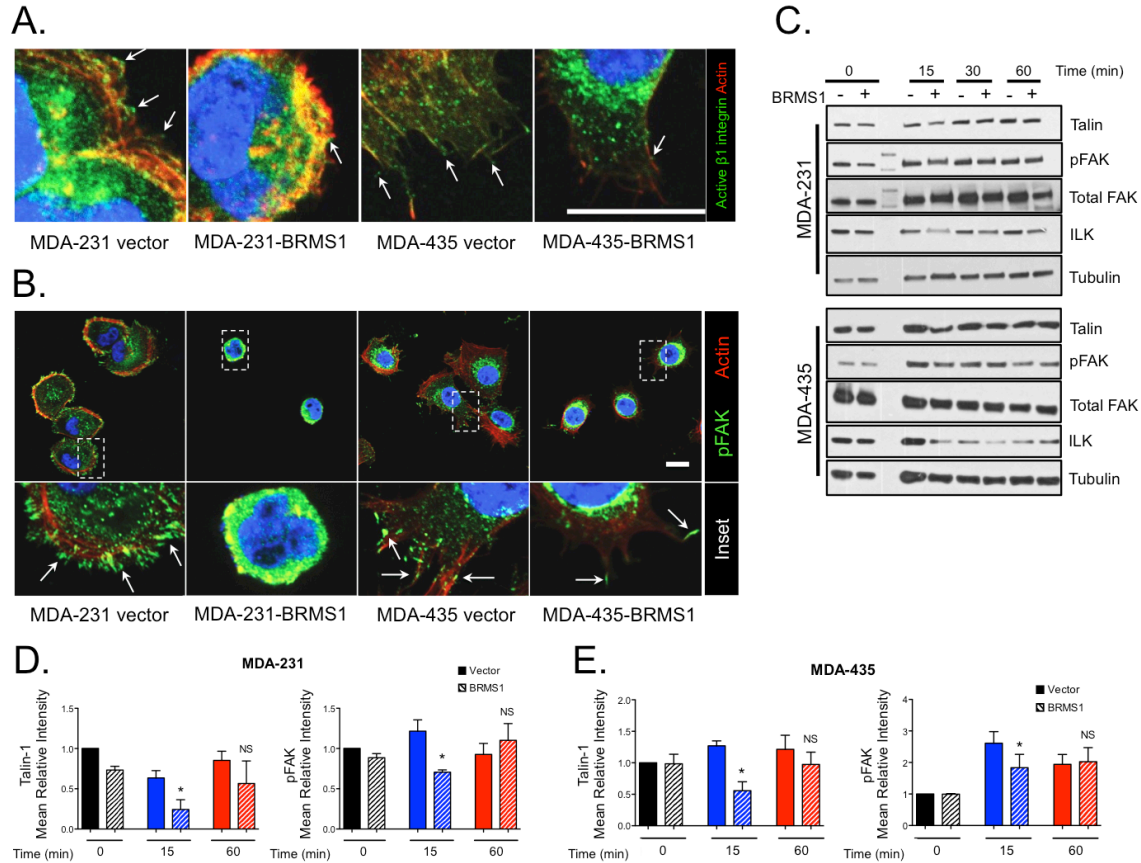 A.
Active β1 integrin Actin
MDA-231 vector
MDA-231-BRMS1
MDA-435 vector
MDA-435-BRMS1
B.
pFAK Actin
Inset
MDA-231 vector
MDA-231-BRMS1
MDA-435 vector
MDA-435-BRMS1
C.
0 15 30 60 Time (min)
BRMS1 - + - + - + - +
MDA-231
Talin
pFAK
Total FAK
ILK
Tubulin
MDA-435
Talin
pFAK
Total FAK
ILK
Tubulin
D.
MDA-231
Vector
BRMS1
Talin-1
Mean Relative Intensity
1.5
1.0
0.5
0.0
*
NS
Time (min) 0 15 60
pFAK
Mean Relative Intensity
1.5
1.0
0.5
0.0
*
NS
Time (min) 0 15 60
E.
MDA-435
Vector
BRMS1
Talin-1
Mean Relative Intensity
2.0
1.5
1.0
0.5
0.0
*
NS
Time (min) 0 15 60
pFAK
Mean Relative Intensity
4
3
2
1
0
*
NS
Time (min) 0 15 60